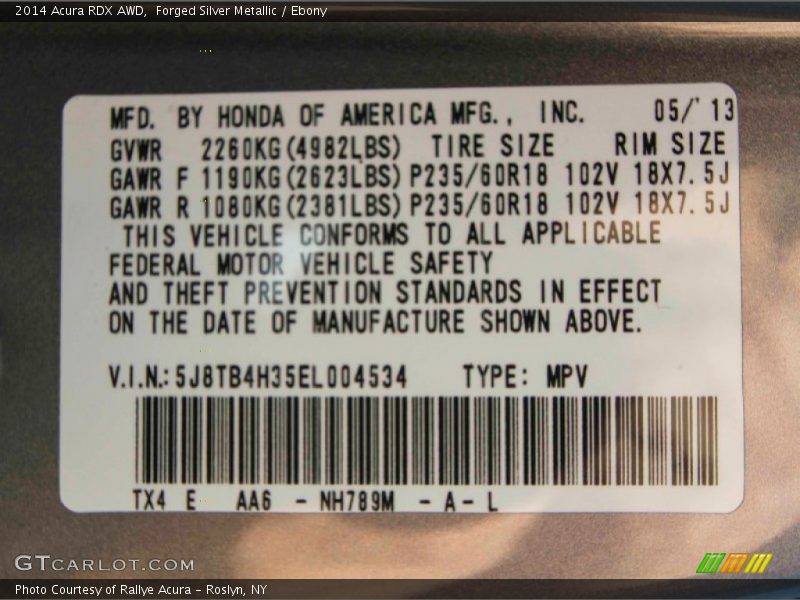 2014 Acura RDX AWD,  Forged Silver Metallic / Ebony
MFD. BY HONDA OF AMERICA MFG., INC. 05/'13
GVWR 2260KG(4982LBS) TIRE SIZE RIM SIZE
GAWR F 1190KG(2623LBS) P235/60R18 102V 18X7.5J
GAWR R 1080KG(2381LBS) P235/60R18 102V 18X7.5J
THIS VEHICLE CONFORMS TO ALL APPLICABLE
FEDERAL MOTOR VEHICLE SAFETY
AND THEFT PREVENTION STANDARDS IN EFFECT
ON THE DATE OF MANUFACTURE SHOWN ABOVE.
V.I.N.: 5J8TB4H35EL004534 TYPE: MPV
TX4 E AA6 - NH789M - A - L
GTCARLOT.COM
Photo Courtesy of Rallye Acura – Roslyn, NY